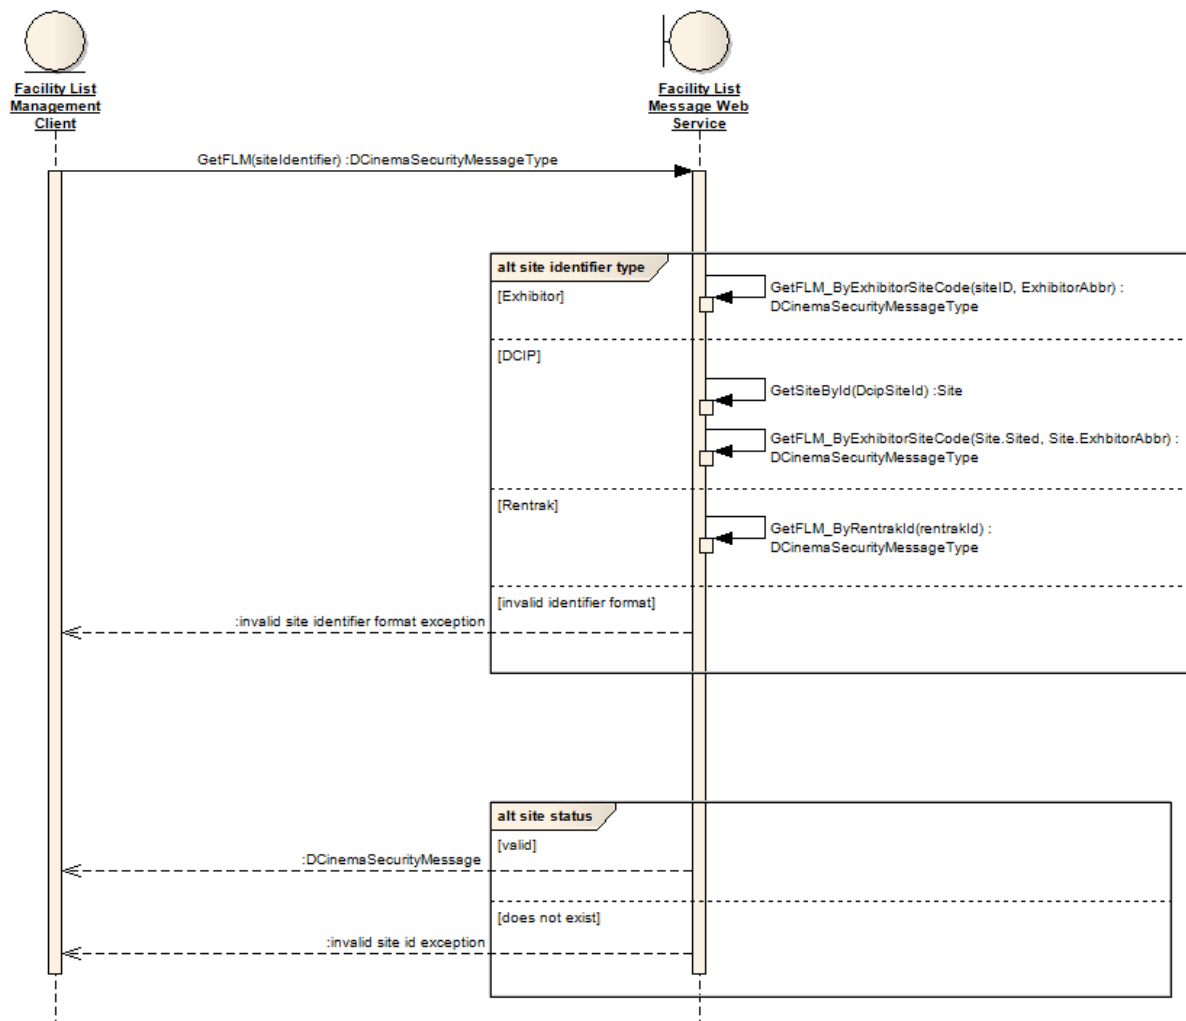 Facility List
Management
Client
Facility List
Message Web
Service
GetFLM(siteIdentifier) :DCinemaSecurityMessageType
alt site identifier type
[Exhibitor]
GetFLM_ByExhibitorSiteCode(siteID, ExhibitorAbbr) :
DCinemaSecurityMessageType
[DCIP]
GetSiteById(DcipSiteId) :Site
GetFLM_ByExhibitorSiteCode(Site.SiteId, Site.ExhbitorAbbr) :
DCinemaSecurityMessageType
[Rentrak]
GetFLM_ByRentrakId(rentrakId) :
DCinemaSecurityMessageType
[invalid identifier format]
:invalid site identifier format exception
alt site status
[valid]
:DCinemaSecurityMessage
[does not exist]
:invalid site id exception